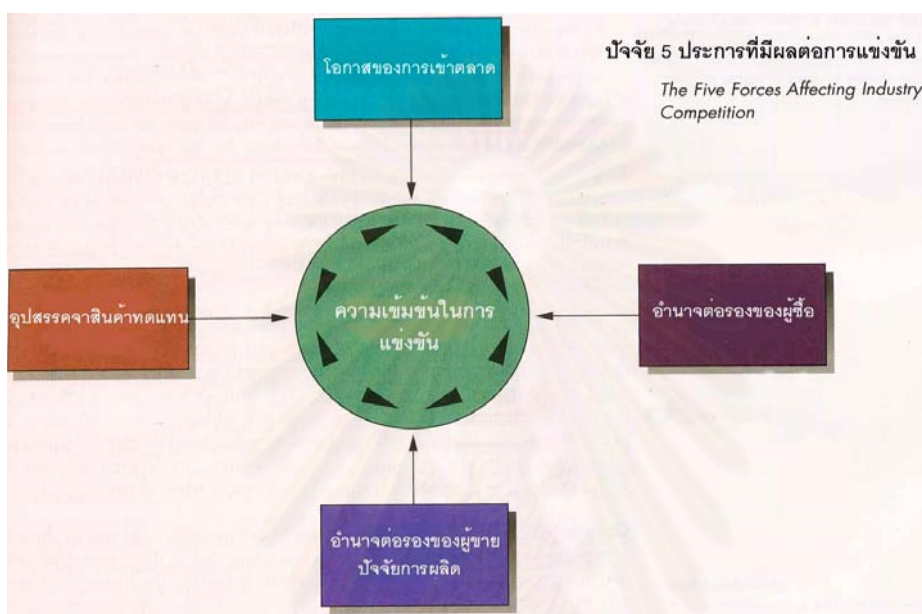 โอกาสของการเข้าตลาด
ปัจจัย 5 ประการที่มีผลต่อการแข่งขัน
The Five Forces Affecting Industry
Competition
อุปสรรคจาสินค้าทดแทน
ความเข้มข้นในการ
แข่งขัน
อำนาจต่อรองของผู้ซื้อ
อำนาจต่อรองของผู้ขาย
ปัจจัยการผลิต